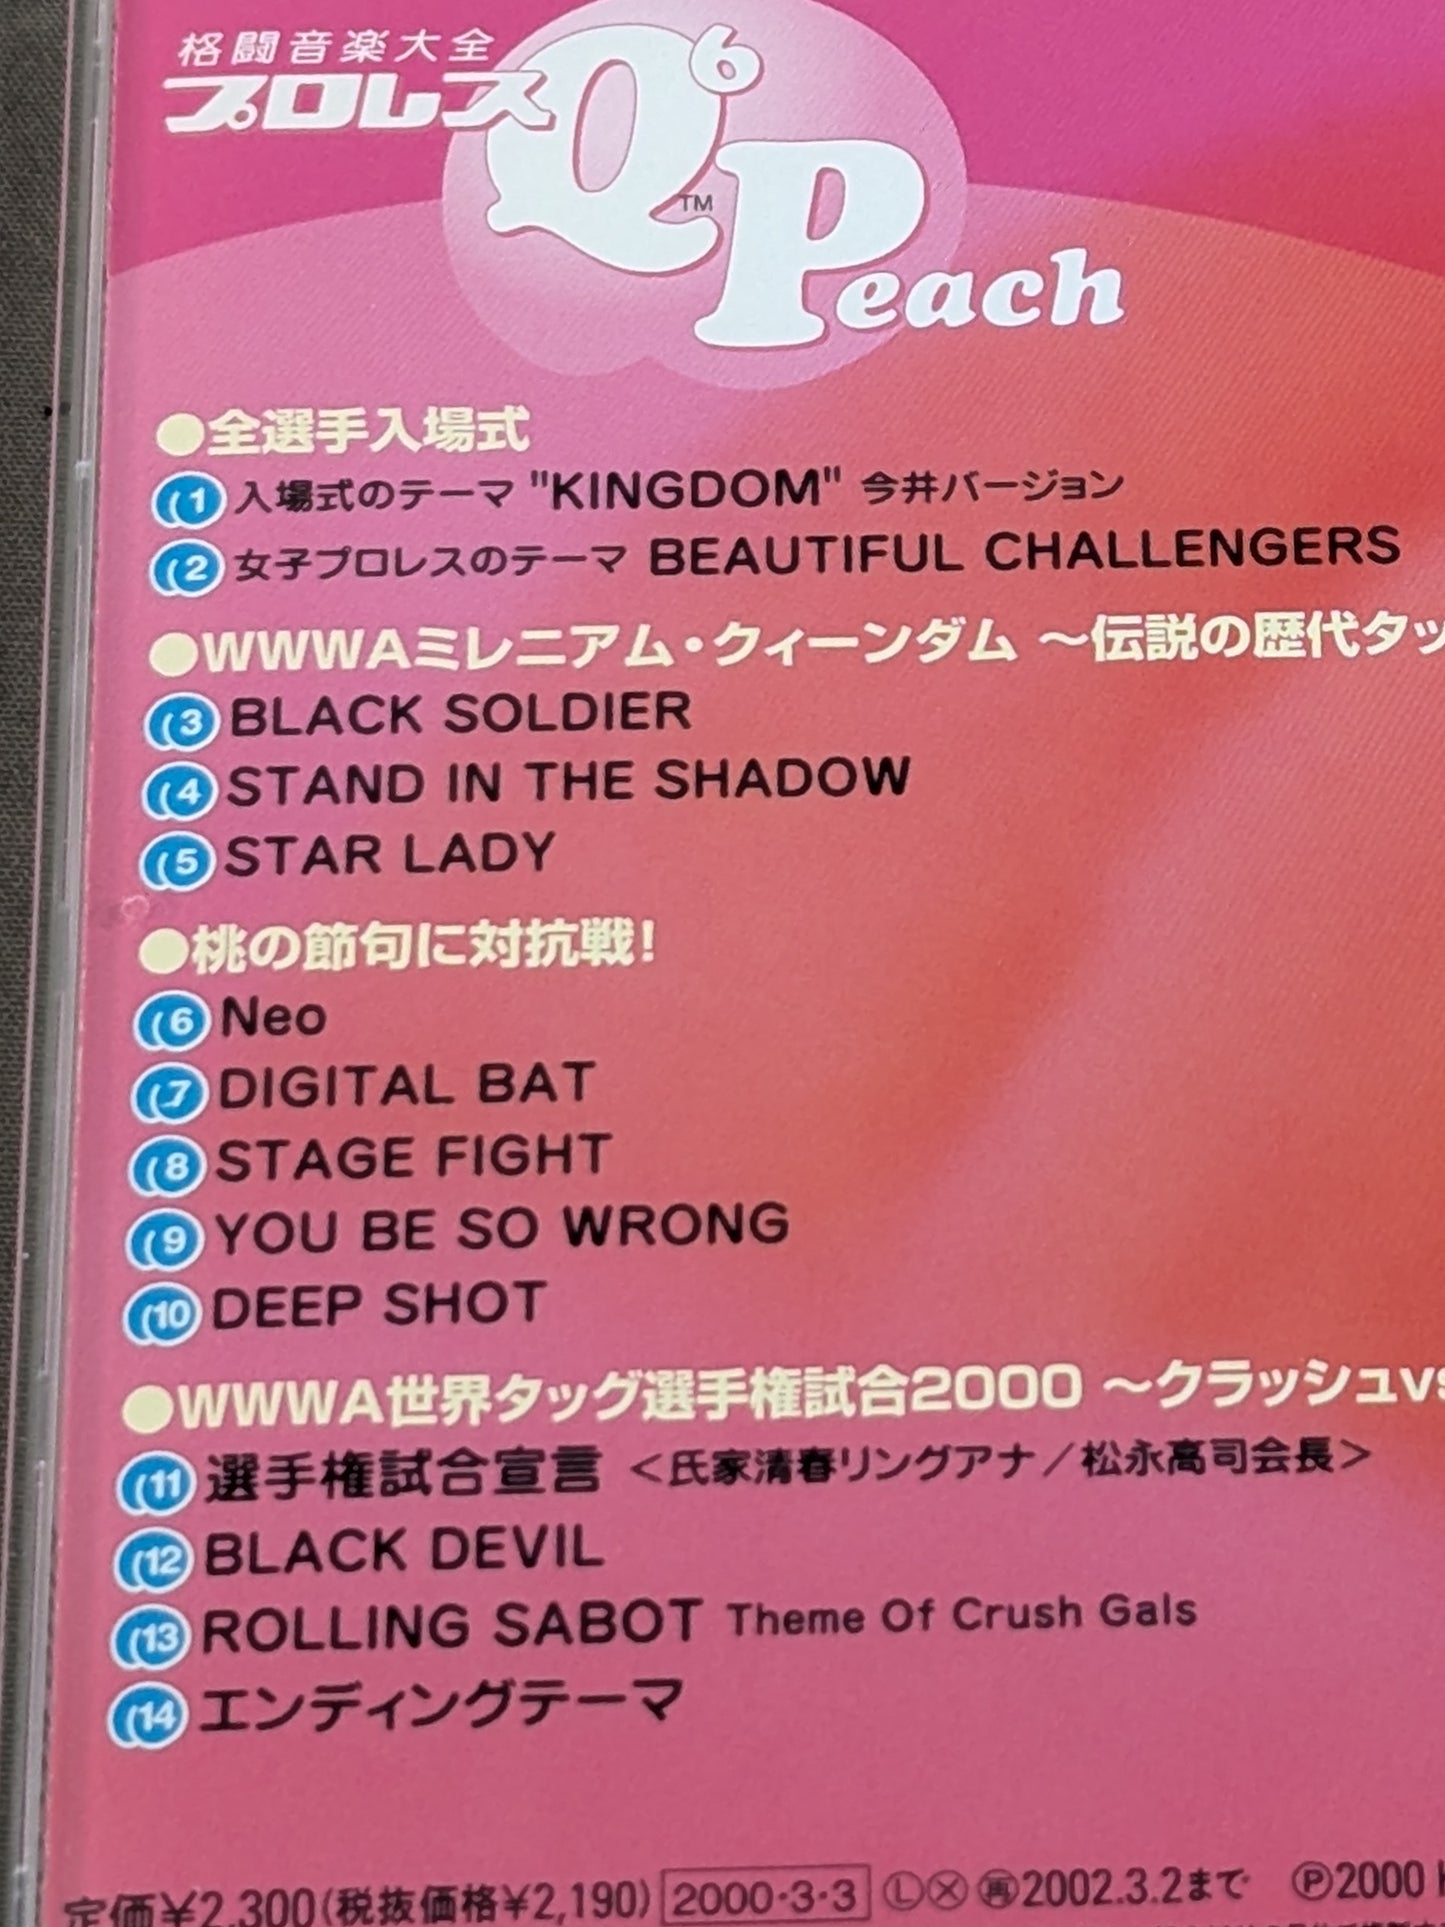 格闘音楽大全
プロレスQ6
™
Peach
●全選手入場式
1 入場式のテーマ "KINGDOM" 今井バージョン
2 女子プロレスのテーマ BEAUTIFUL CHALLENGERS
●WWWAミレニアム・クィーンダム 〜伝説の歴代タッ
3 BLACK SOLDIER
4 STAND IN THE SHADOW
5 STAR LADY
●桃の節句に対抗戦!
6 Neo
7 DIGITAL BAT
8 STAGE FIGHT
9 YOU BE SO WRONG
10 DEEP SHOT
●WWWA世界タッグ選手権試合2000 〜クラッシュvs
11 選手権試合宣言 <氏家清春リングアナ/松永高司会長>
12 BLACK DEVIL
13 ROLLING SABOT Theme Of Crush Gals
14 エンディングテーマ
定価¥2,300(税抜価格¥2,190) 2000・3・3 Ⓛ Ⓧ ㊞2002.3.2まで Ⓟ2000